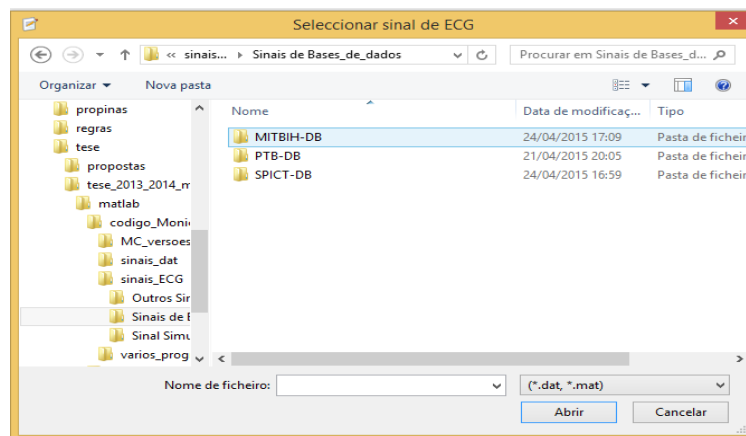 Seleccionar sinal de ECG
« sinais... Sinais de Bases_de_dados
Procurar em Sinais de Bases_d...
Organizar
Nova pasta
Nome
Data de modificaç...
Tipo
MITBIH-DB 24/04/2015 17:09 Pasta de ficheir
PTB-DB 21/04/2015 20:05 Pasta de ficheir
SPICT-DB 24/04/2015 16:59 Pasta de ficheir
propinas
regras
tese
propostas
tese_2013_2014_m
matlab
codigo_Moni
MC_versoes
sinais_dat
sinais_ECG
Outros Sir
Sinais de B
Sinal Simu
varios_prog
Nome de ficheiro:
(*.dat, *.mat)
Abrir
Cancelar